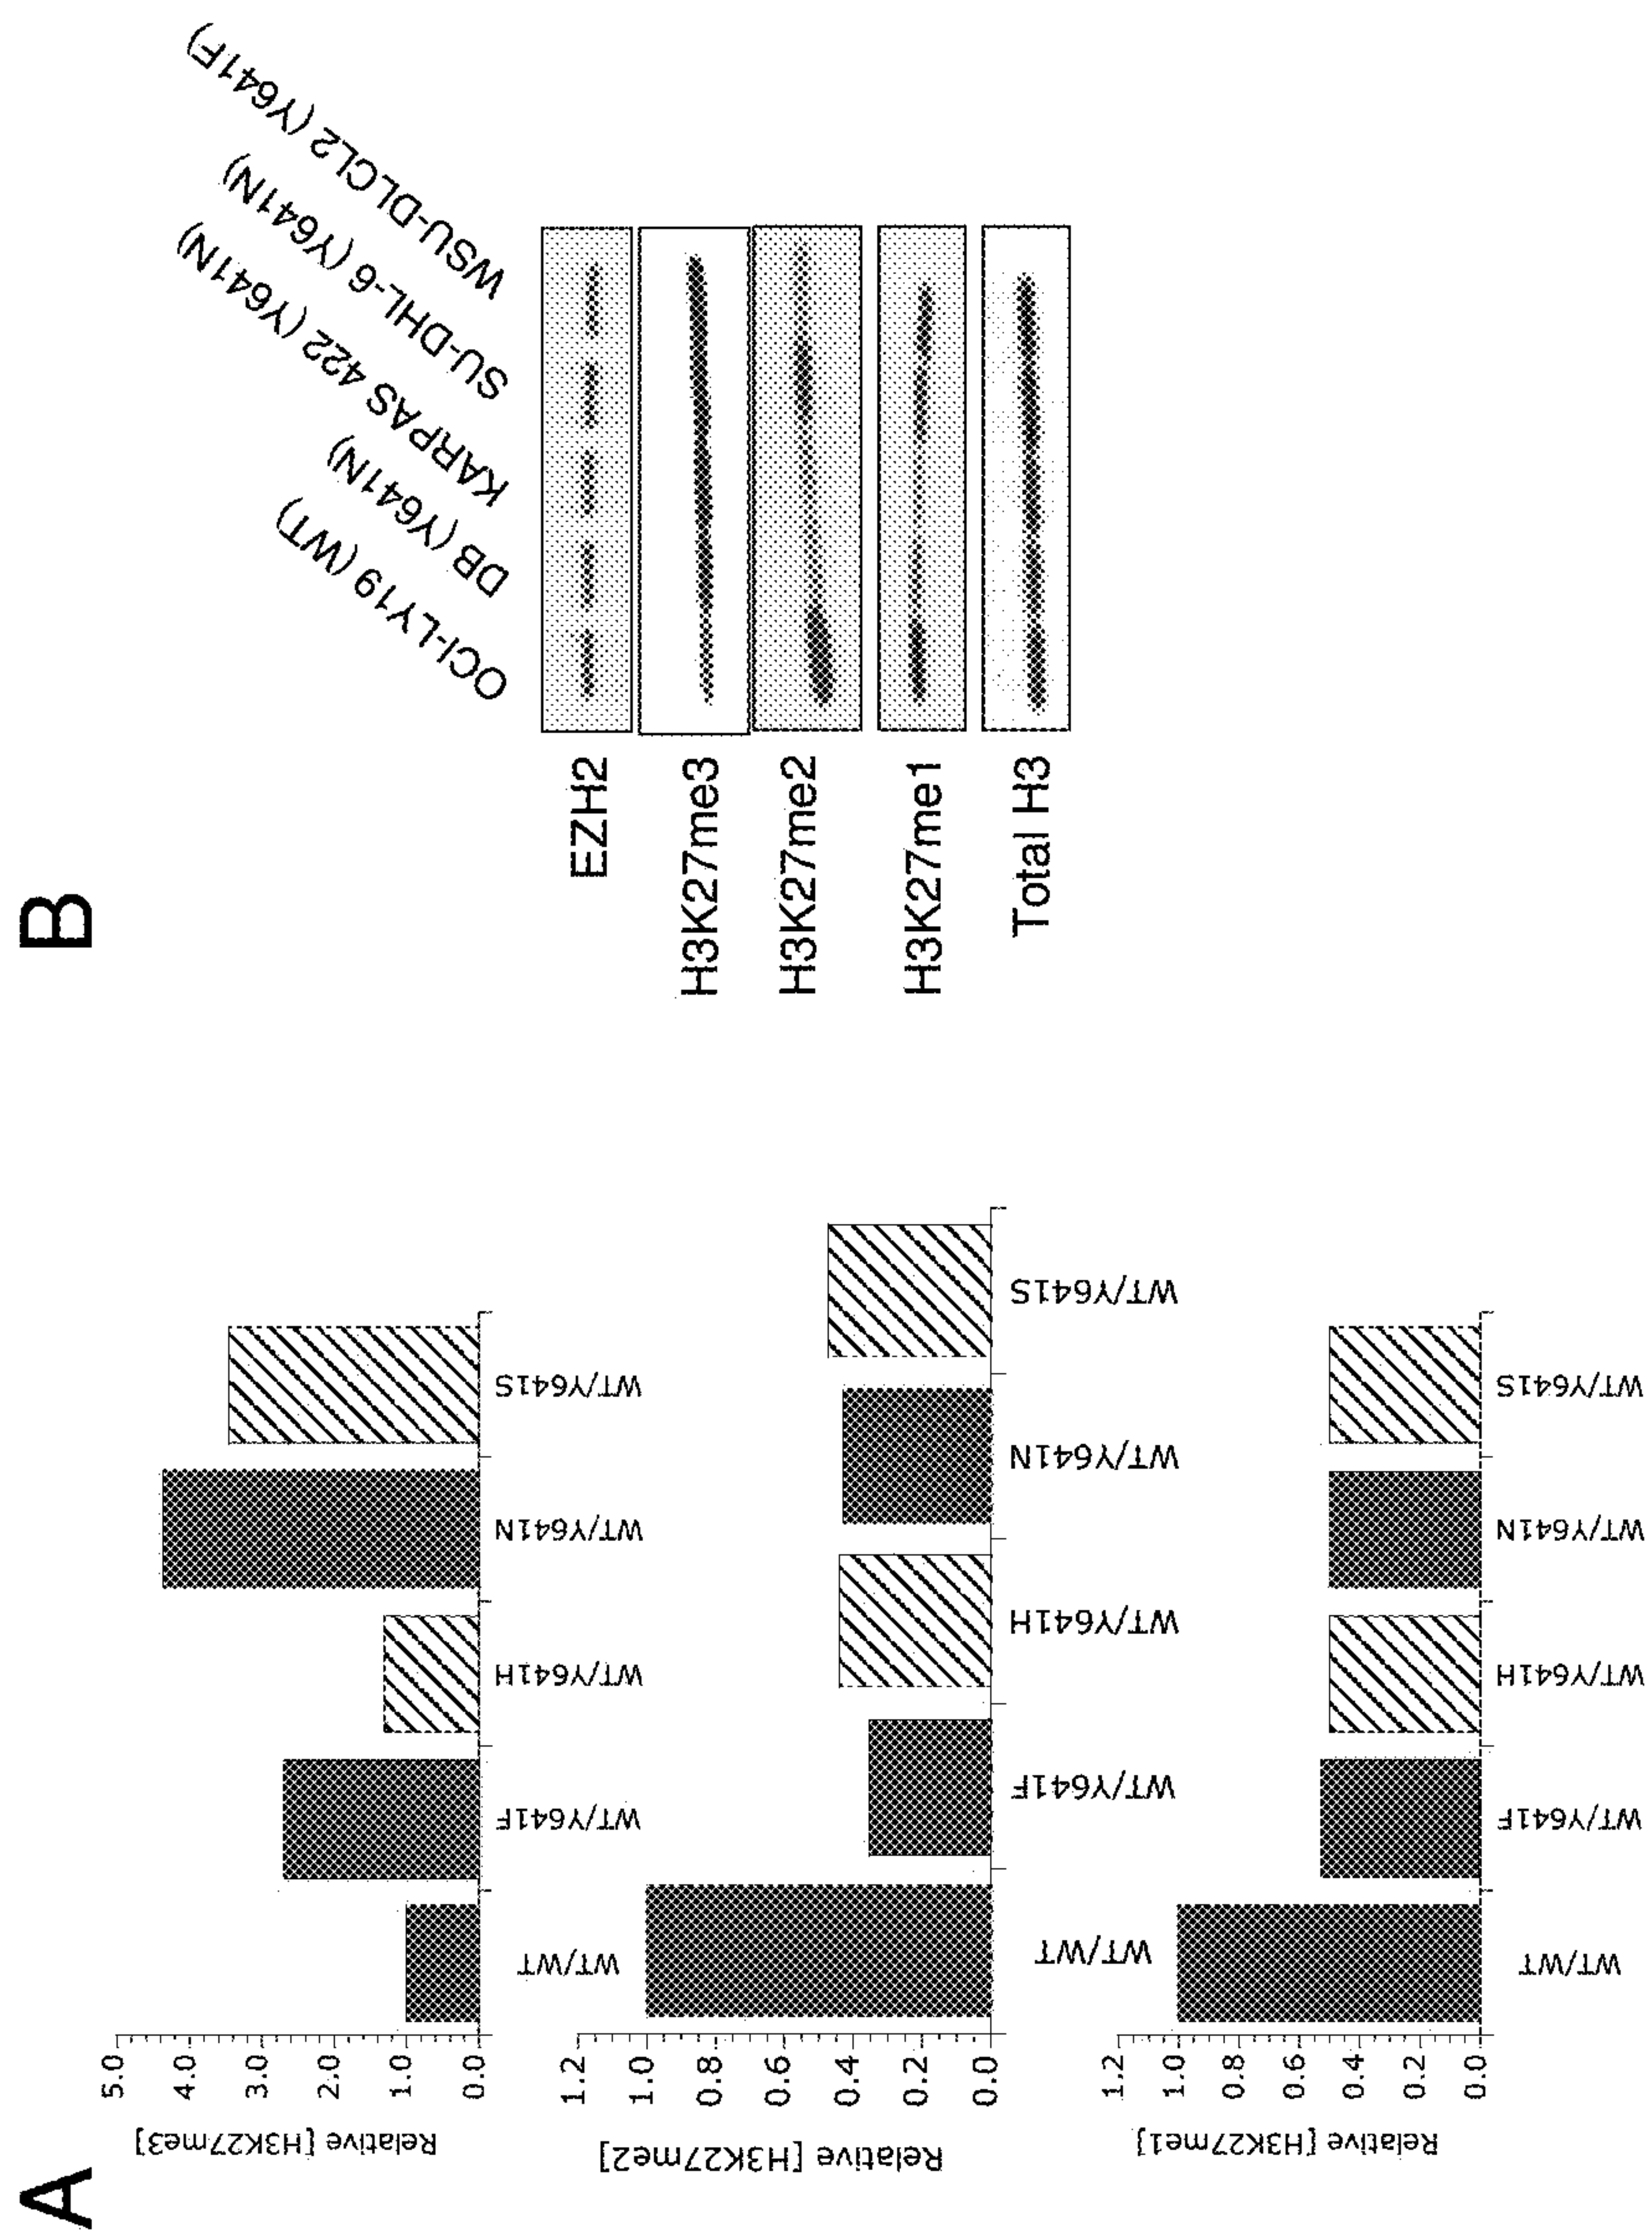 A
Relative [H3K27me3]
5.0
4.0
3.0
2.0
1.0
0.0
WT/WT
WT/Y641F
WT/Y641H
WT/Y641N
WT/Y641S
Relative [H3K27me2]
1.2
1.0
0.8
0.6
0.4
0.2
0.0
WT/WT
WT/Y641F
WT/Y641H
WT/Y641N
WT/Y641S
Relative [H3K27me1]
1.2
1.0
0.8
0.6
0.4
0.2
0.0
WT/WT
WT/Y641F
WT/Y641H
WT/Y641N
WT/Y641S
B
OCI-LY19 (WT)
DB (Y641N)
KARPAS 422 (Y641N)
SU-DHL-6 (Y641N)
WSU-DLCL2 (Y641F)
EZH2
H3K27me3
H3K27me2
H3K27me1
Total H3